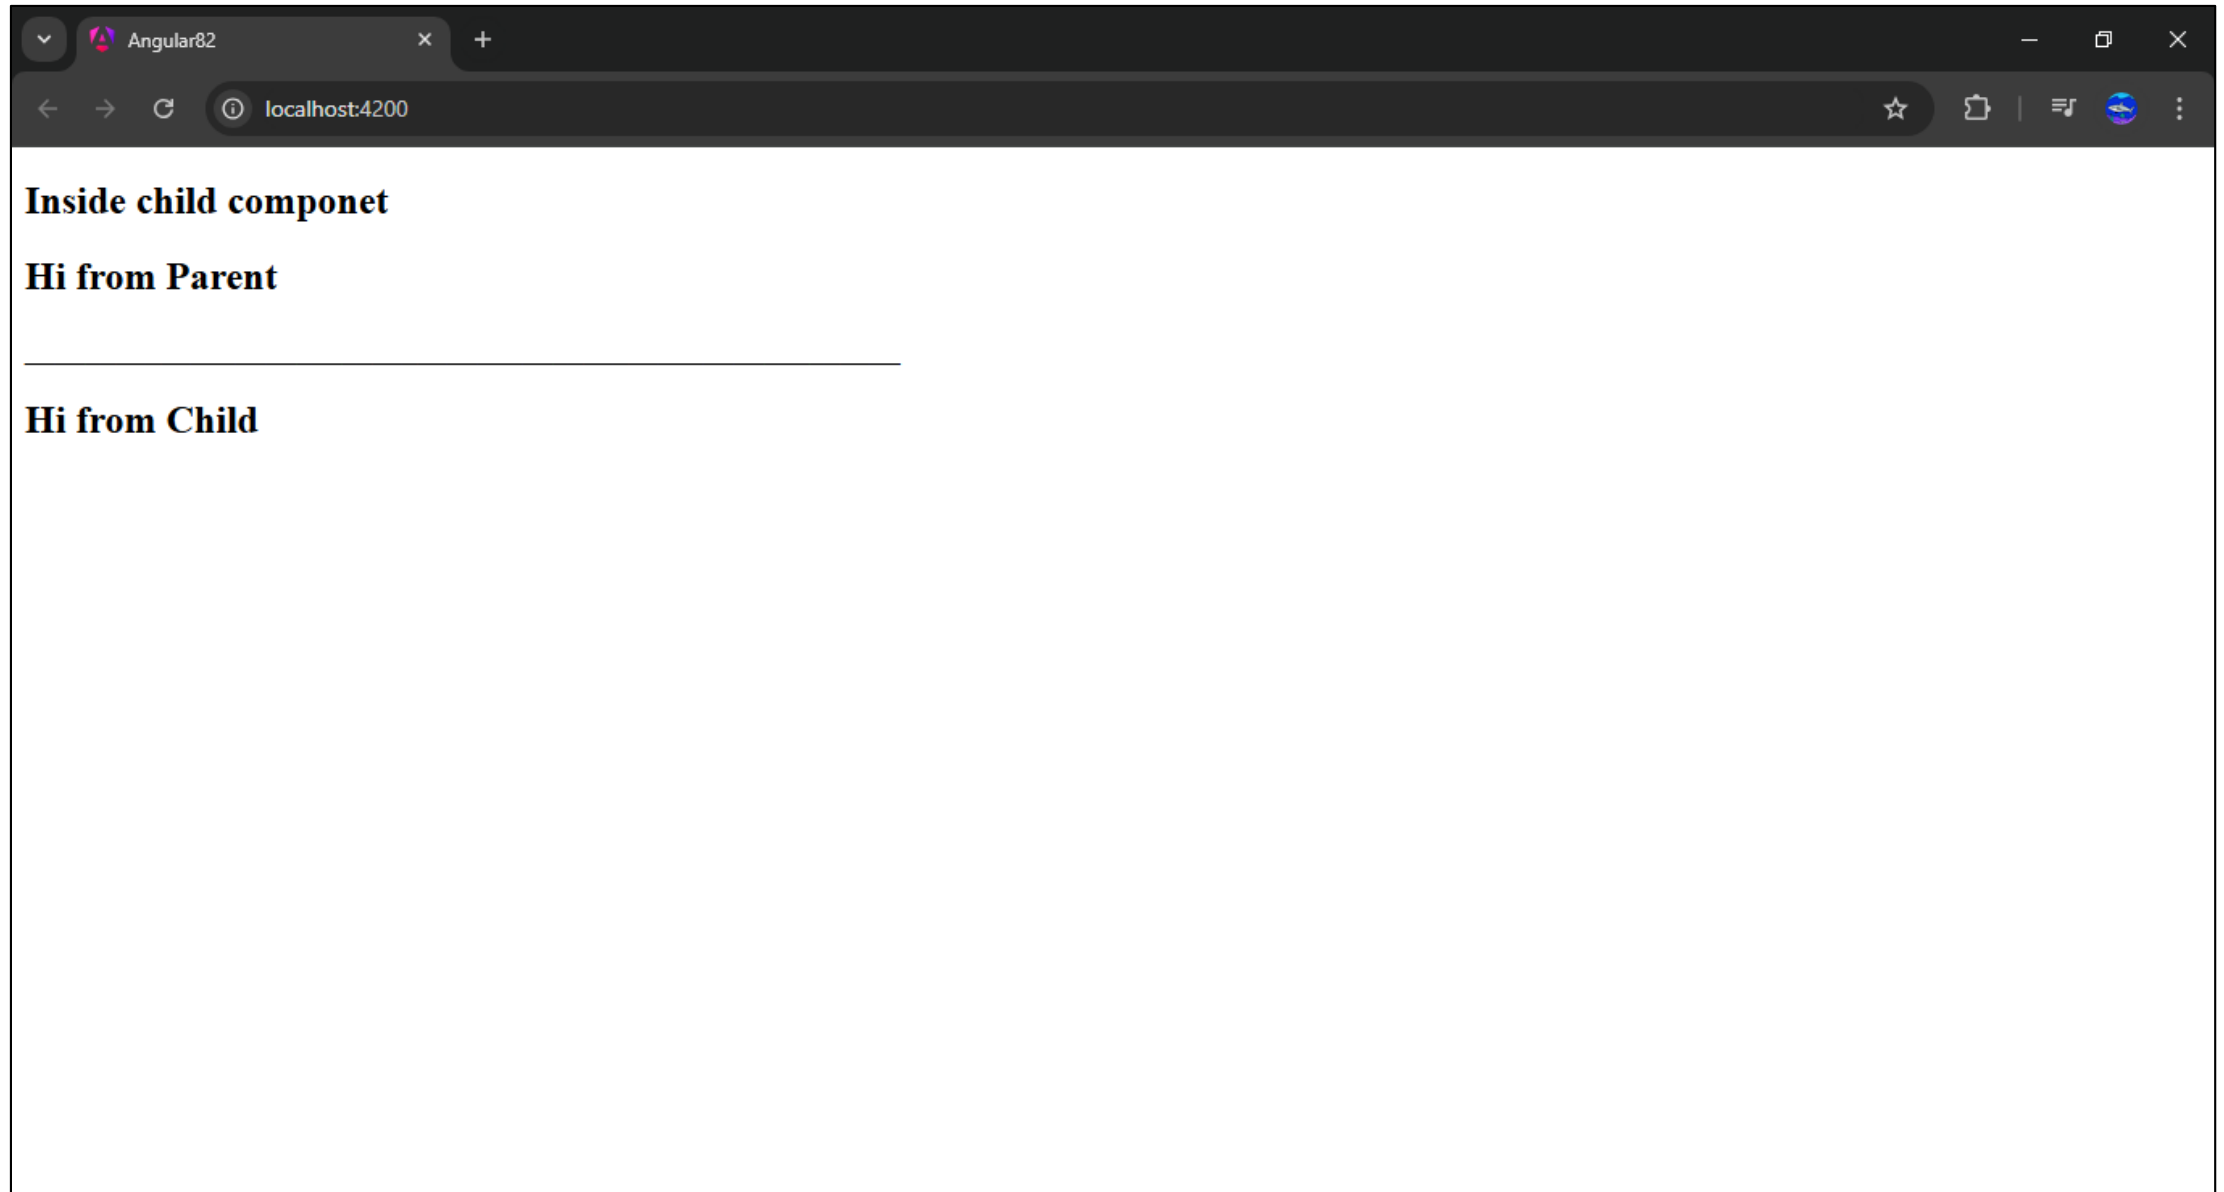 Angular82
localhost:4200
Inside child componet
Hi from Parent
Hi from Child